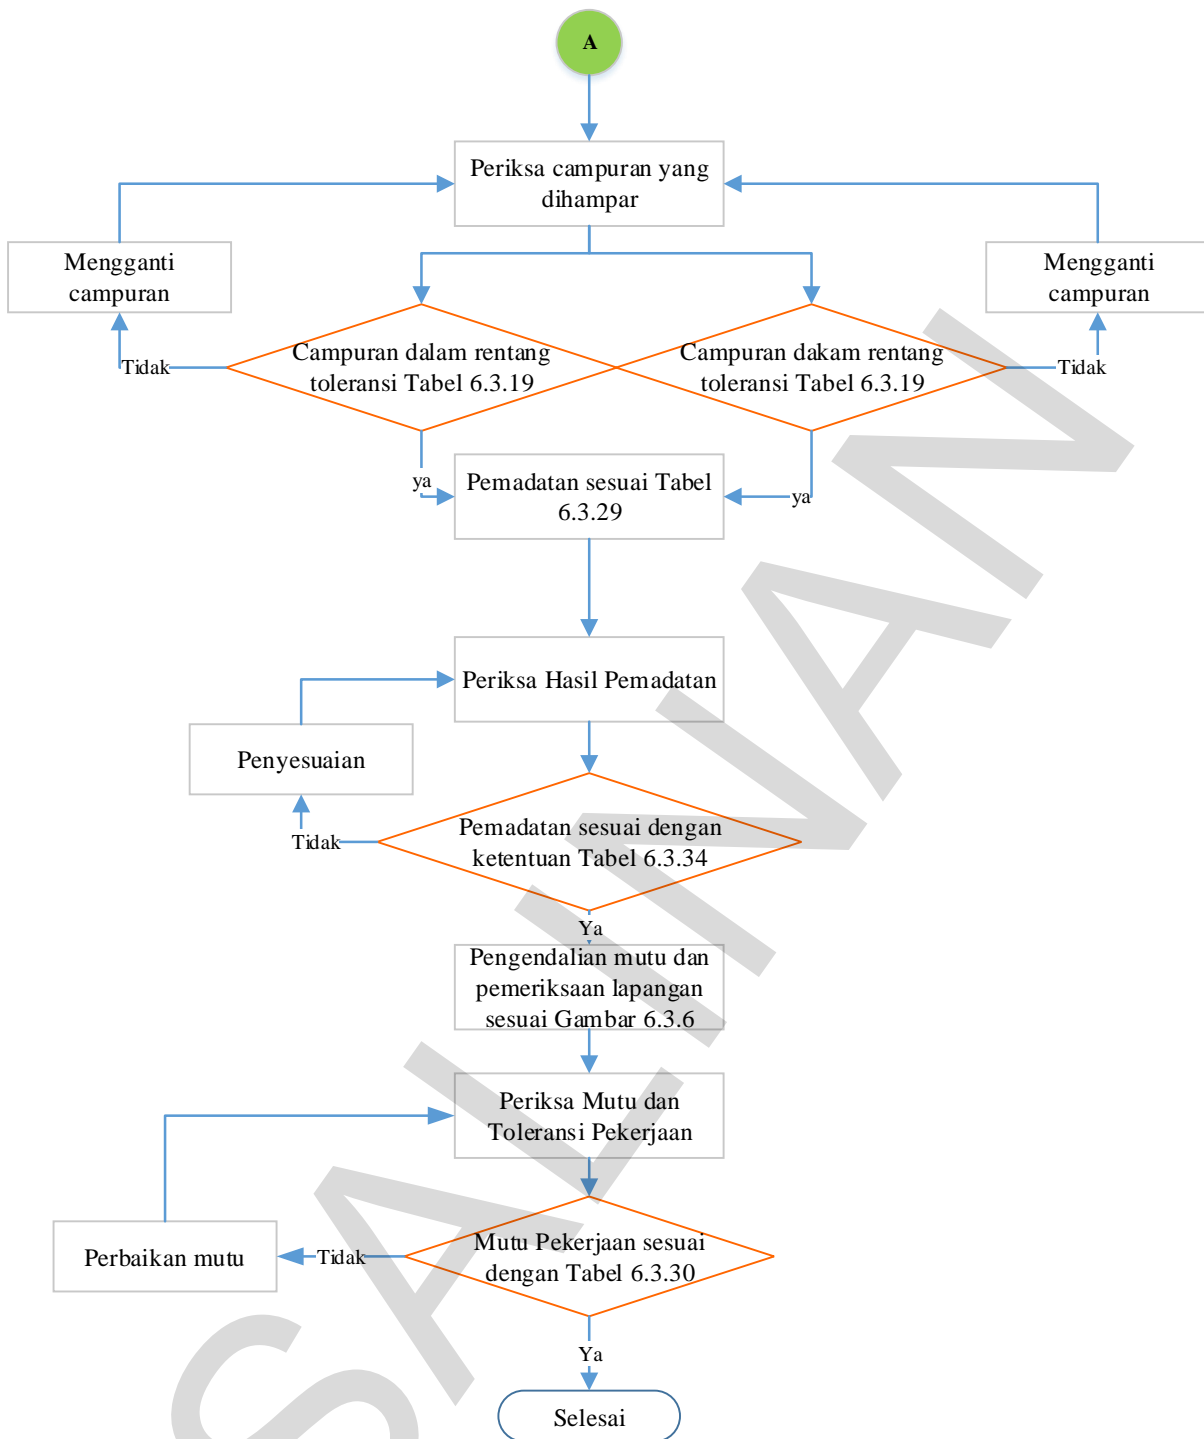 A
Periksa campuran yang
dihampar
Mengganti
campuran
Mengganti
campuran
Campuran dalam rentang
toleransi Tabel 6.3.19
Campuran dakam rentang
toleransi Tabel 6.3.19
Tidak
Tidak
ya
Pemadatan sesuai Tabel
6.3.29
ya
Periksa Hasil Pemadatan
Penyesuaian
Pemadatan sesuai dengan
ketentuan Tabel 6.3.34
Tidak
Ya
Pengendalian mutu dan
pemeriksaan lapangan
sesuai Gambar 6.3.6
Periksa Mutu dan
Toleransi Pekerjaan
Perbaikan mutu
Tidak
Mutu Pekerjaan sesuai
dengan Tabel 6.3.30
Ya
Selesai
SALINAN